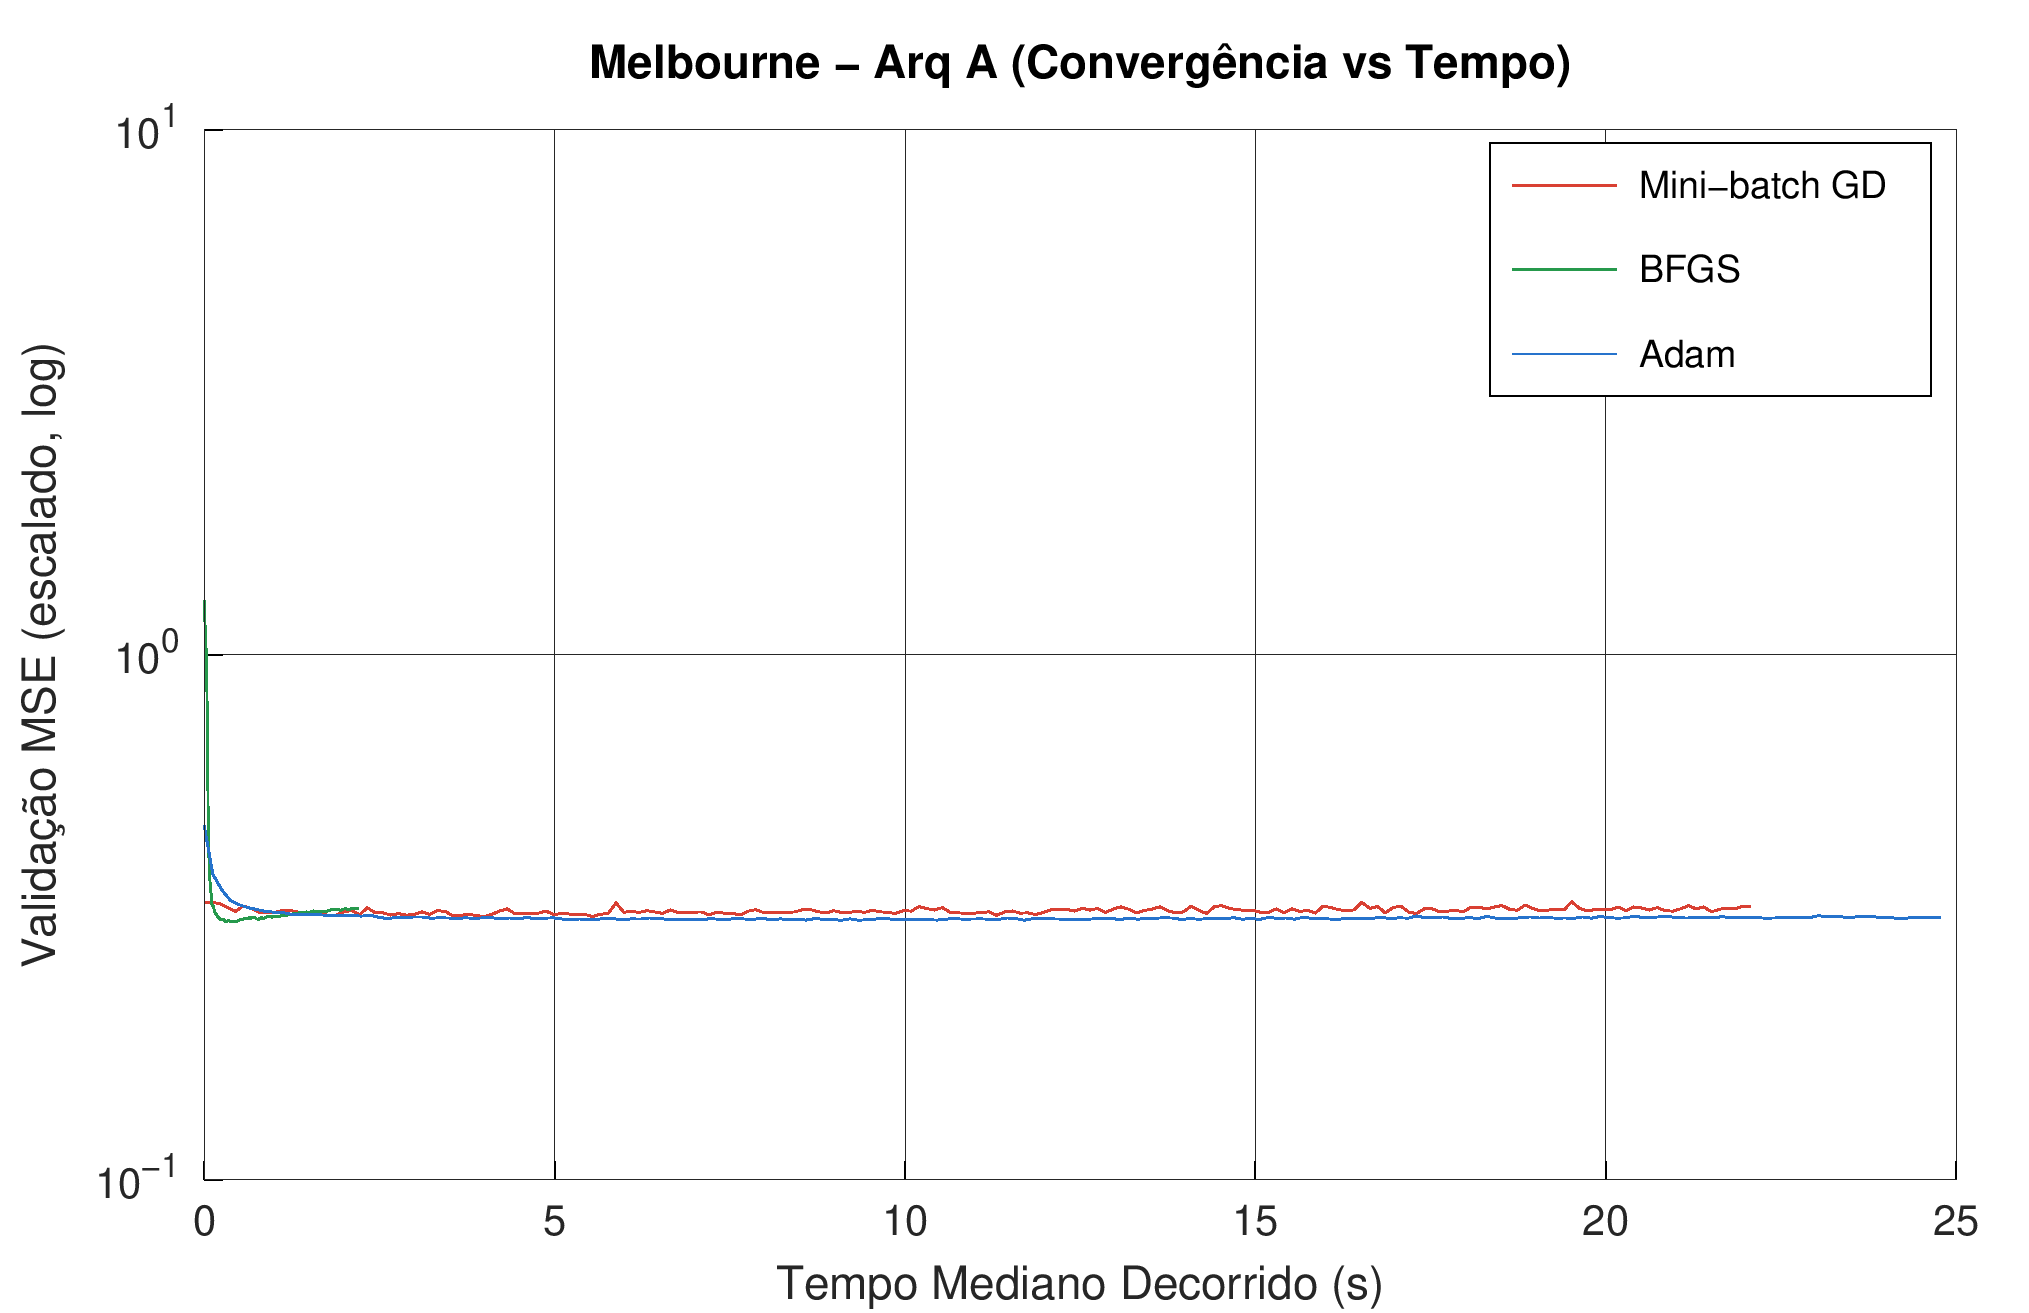 Melbourne – Arq A (Convergência vs Tempo)
10^1
Mini–batch GD
BFGS
Adam
Validação MSE (escalado, log)
10^0
10^−1
0 5 10 15 20 25
Tempo Mediano Decorrido (s)